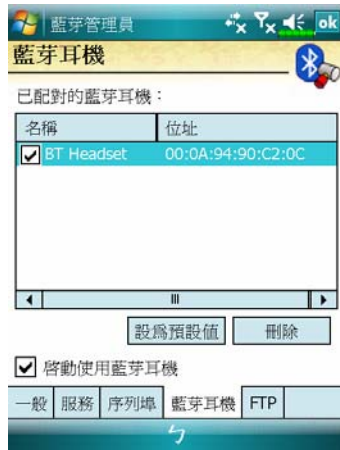 藍芽管理員 ok
藍芽耳機
已配對的藍芽耳機：
名稱 位址
BT Headset 00:0A:94:90:C2:0C
設為預設值 刪除
啓動使用藍芽耳機
一般 服務 序列埠 藍芽耳機 FTP
ㄅ